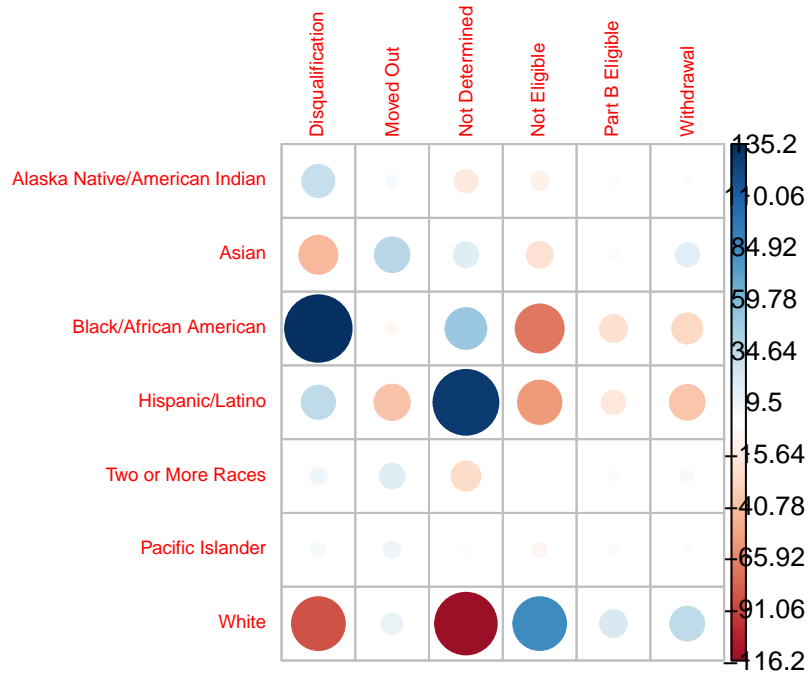 Disqualification
Moved Out
Not Determined
Not Eligible
Part B Eligible
Withdrawal
Alaska Native/American Indian
Asian
Black/African American
Hispanic/Latino
Two or More Races
Pacific Islander
White
135.2
110.06
84.92
59.78
34.64
9.5
-15.64
-40.78
-65.92
-91.06
-116.2